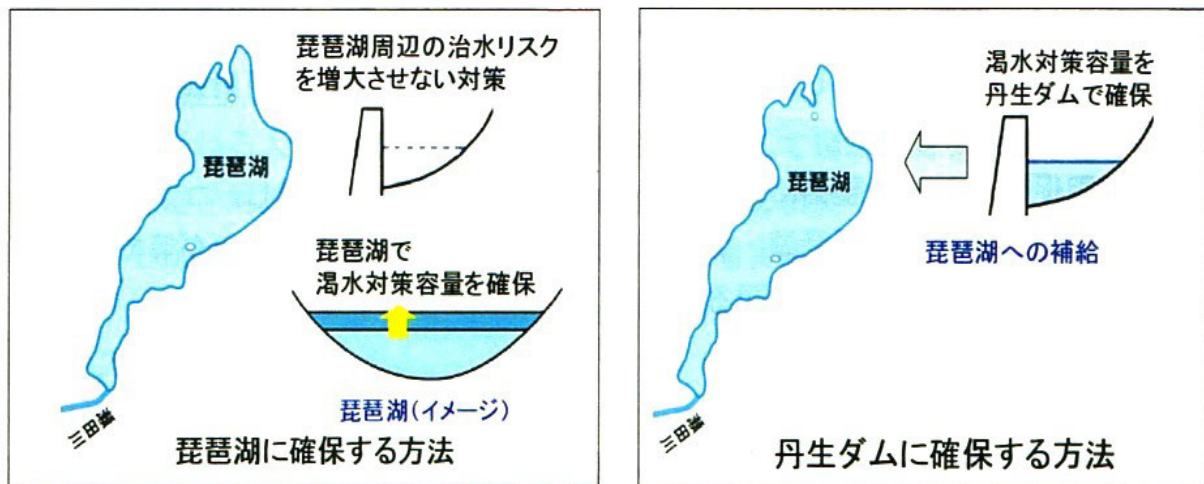 琵琶湖周辺の治水リスク
を増大させない対策
琵琶湖
琵琶湖で
渇水対策容量を確保
琵琶湖(イメージ)
瀬田川
琵琶湖に確保する方法
渇水対策容量を
丹生ダムで確保
琵琶湖
琵琶湖への補給
瀬田川
丹生ダムに確保する方法